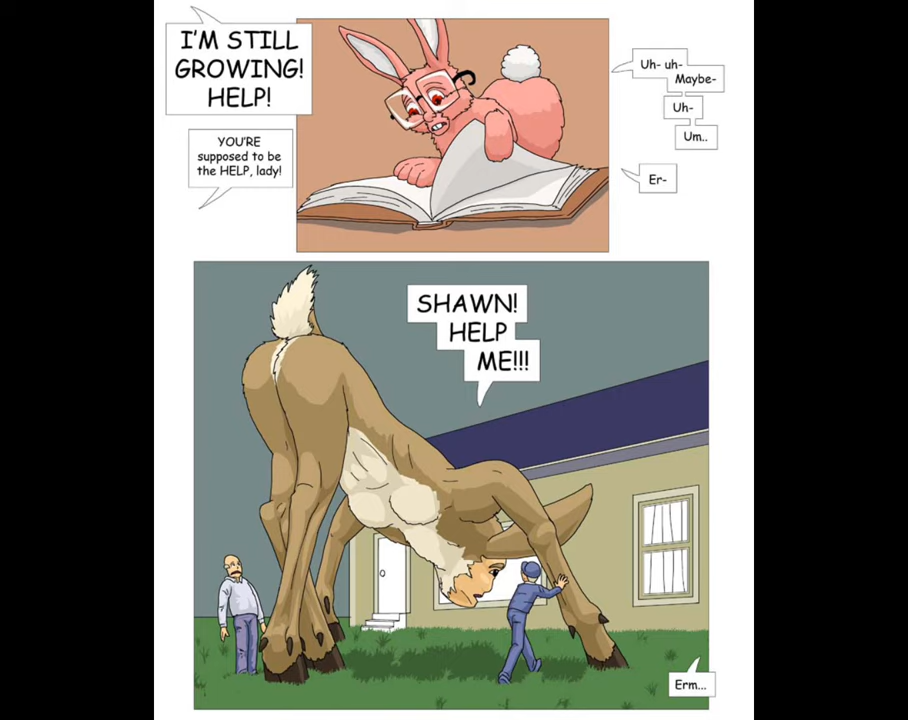 I'M STILL
GROWING!
HELP!
YOU'RE
supposed to be
the HELP, lady!
Uh- uh-
Maybe-
Uh-
Um..
Er-
SHAWN!
HELP
ME!!!
Erm...